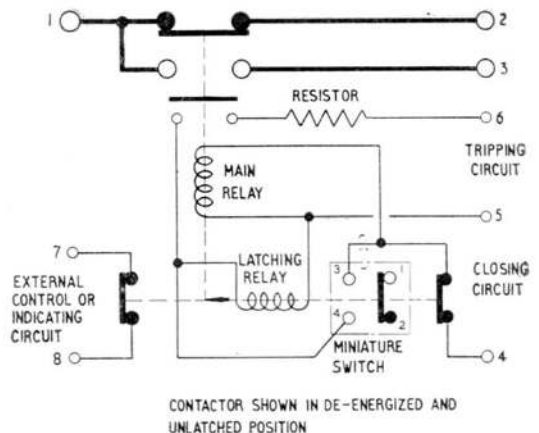 1
2
3
RESISTOR
6
TRIPPING
CIRCUIT
MAIN
RELAY
5
7
LATCHING
RELAY
3
1
CLOSING
CIRCUIT
EXTERNAL
CONTROL OR
INDICATING
CIRCUIT
4
2
8
MINIATURE
SWITCH
4
CONTACTOR SHOWN IN DE-ENERGIZED AND
UNLATCHED POSITION